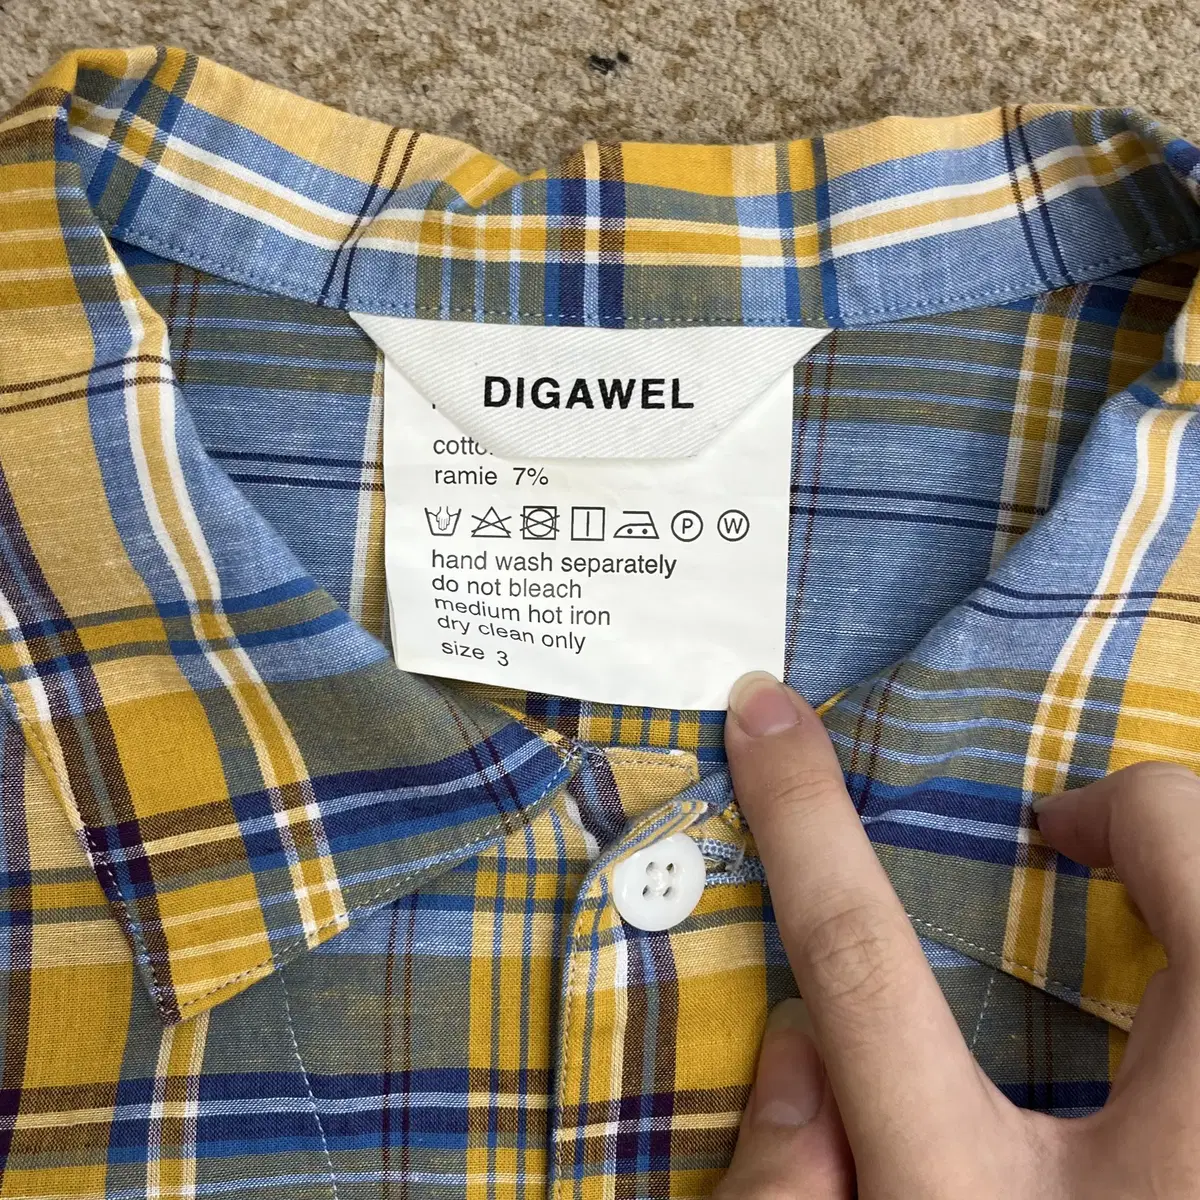 DIGAWEL
ramie 7%
P W
hand wash separately
do not bleach
medium hot iron
dry clean only
size 3